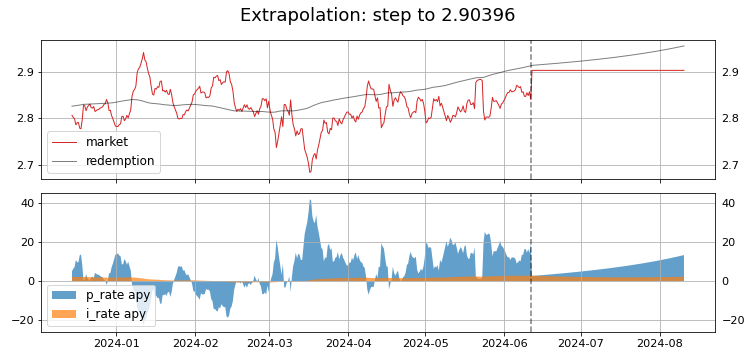 Extrapolation: step to 2.90396
2.9 2.9
2.8 2.8
2.7 2.7
market
redemption
40 40
20 20
0 0
−20 −20
p_rate apy
i_rate apy
2024-01 2024-02 2024-03 2024-04 2024-05 2024-06 2024-07 2024-08